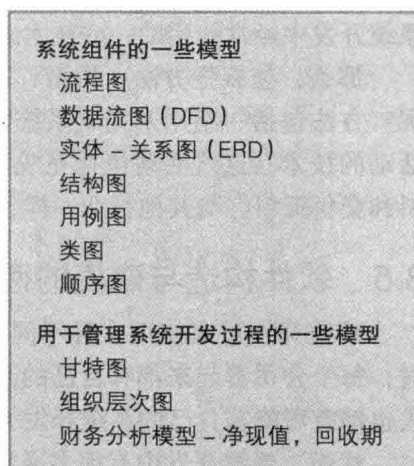 系统组件的一些模型
流程图
数据流图（DFD）
实体－关系图（ERD）
结构图
用例图
类图
顺序图
用于管理系统开发过程的一些模型
甘特图
组织层次图
财务分析模型－净现值，回收期